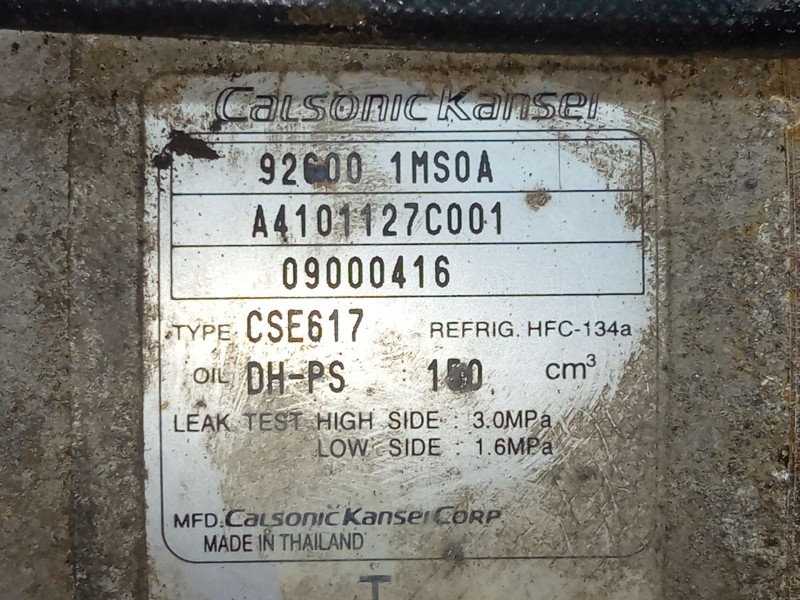 Calsonic Kansei
92600 1MS0A
A4101127C001
09000416
TYPE CSE617 REFRIG. HFC-134a
OIL DH-PS : 150 cm³
LEAK TEST HIGH SIDE : 3.0MPa
LOW SIDE : 1.6MPa
MFD. Calsonic Kansei CORP
MADE IN THAILAND
T